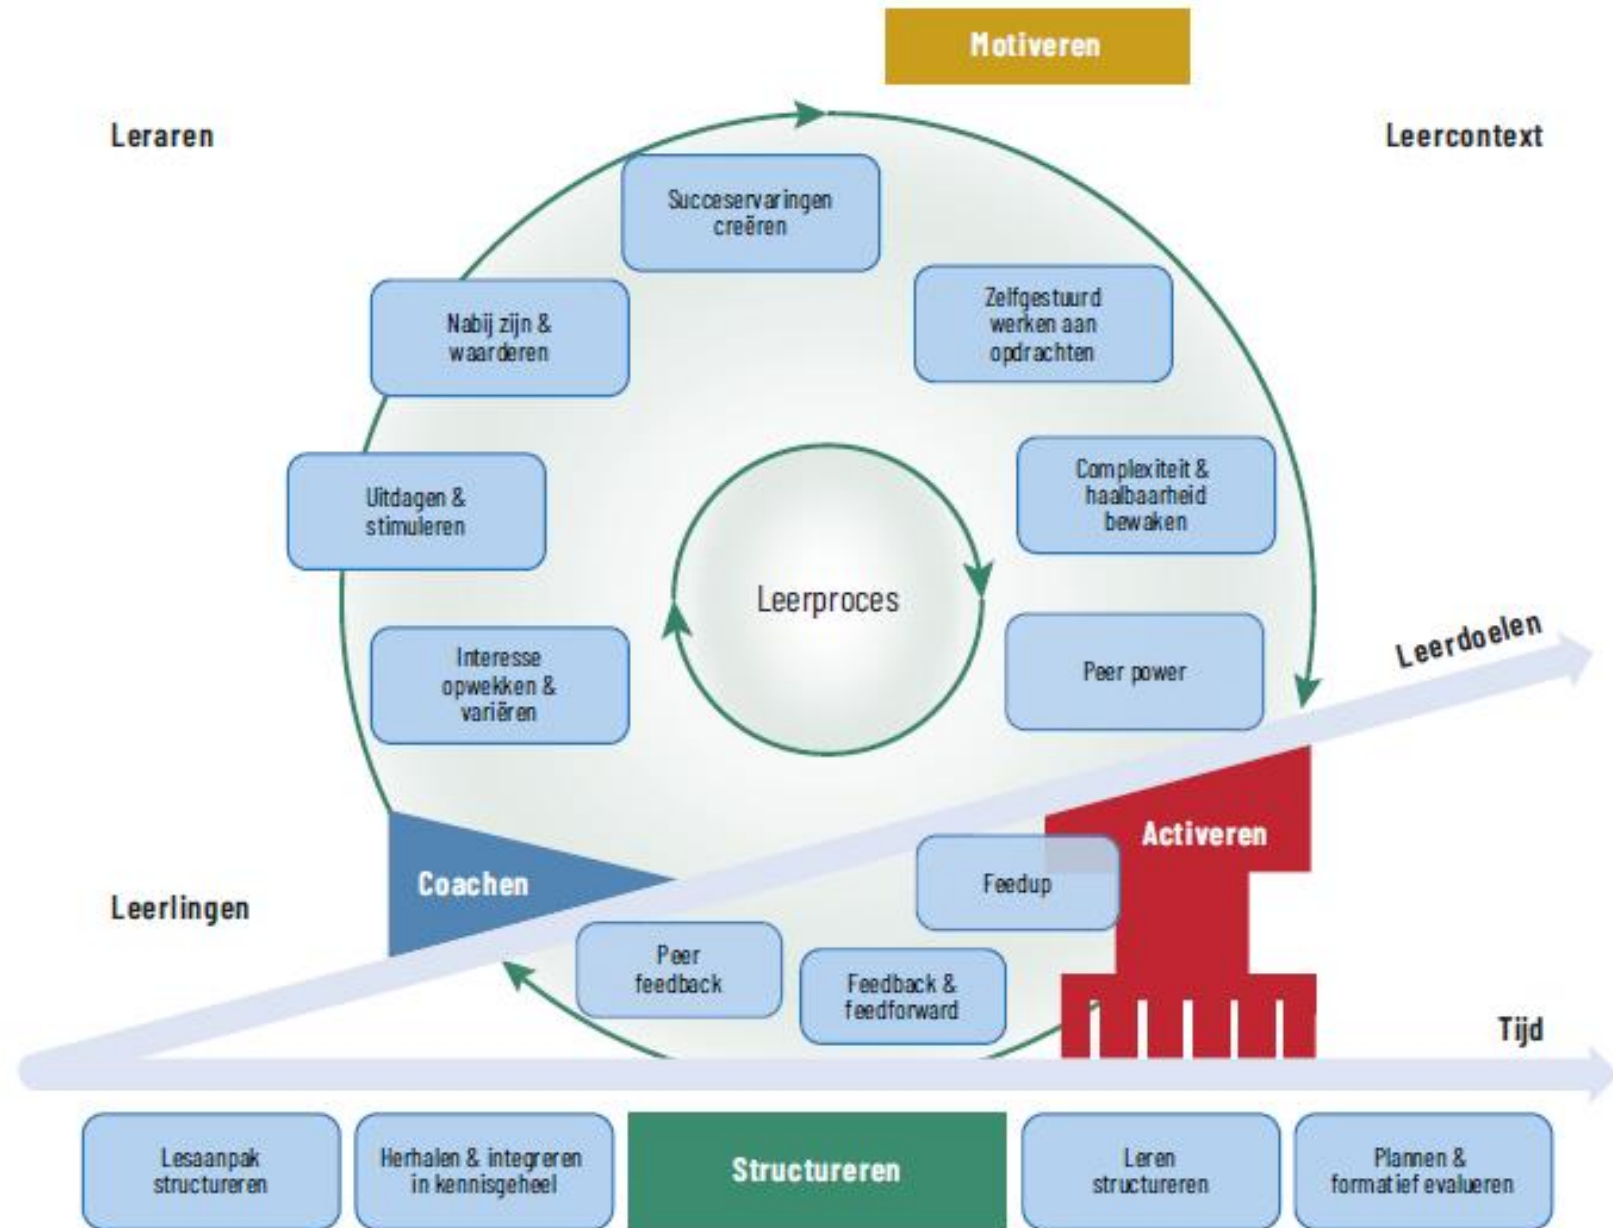 Motiveren
Leraren
Leercontext
Succeservaringen
creëren
Nabij zijn &
waarderen
Zelfgestuurd
werken aan
opdrachten
Uitdagen &
stimuleren
Complexiteit &
haalbaarheid
bewaken
Leerproces
Interesse
opwekken &
variëren
Peer power
Leerdoelen
Coachen
Activeren
Leerlingen
Feedup
Peer
feedback
Feedback &
feedforward
Tijd
Lesaanpak
structureren
Herhalen & integreren
in kennisgeheel
Structureren
Leren
structureren
Plannen &
formatief evalueren